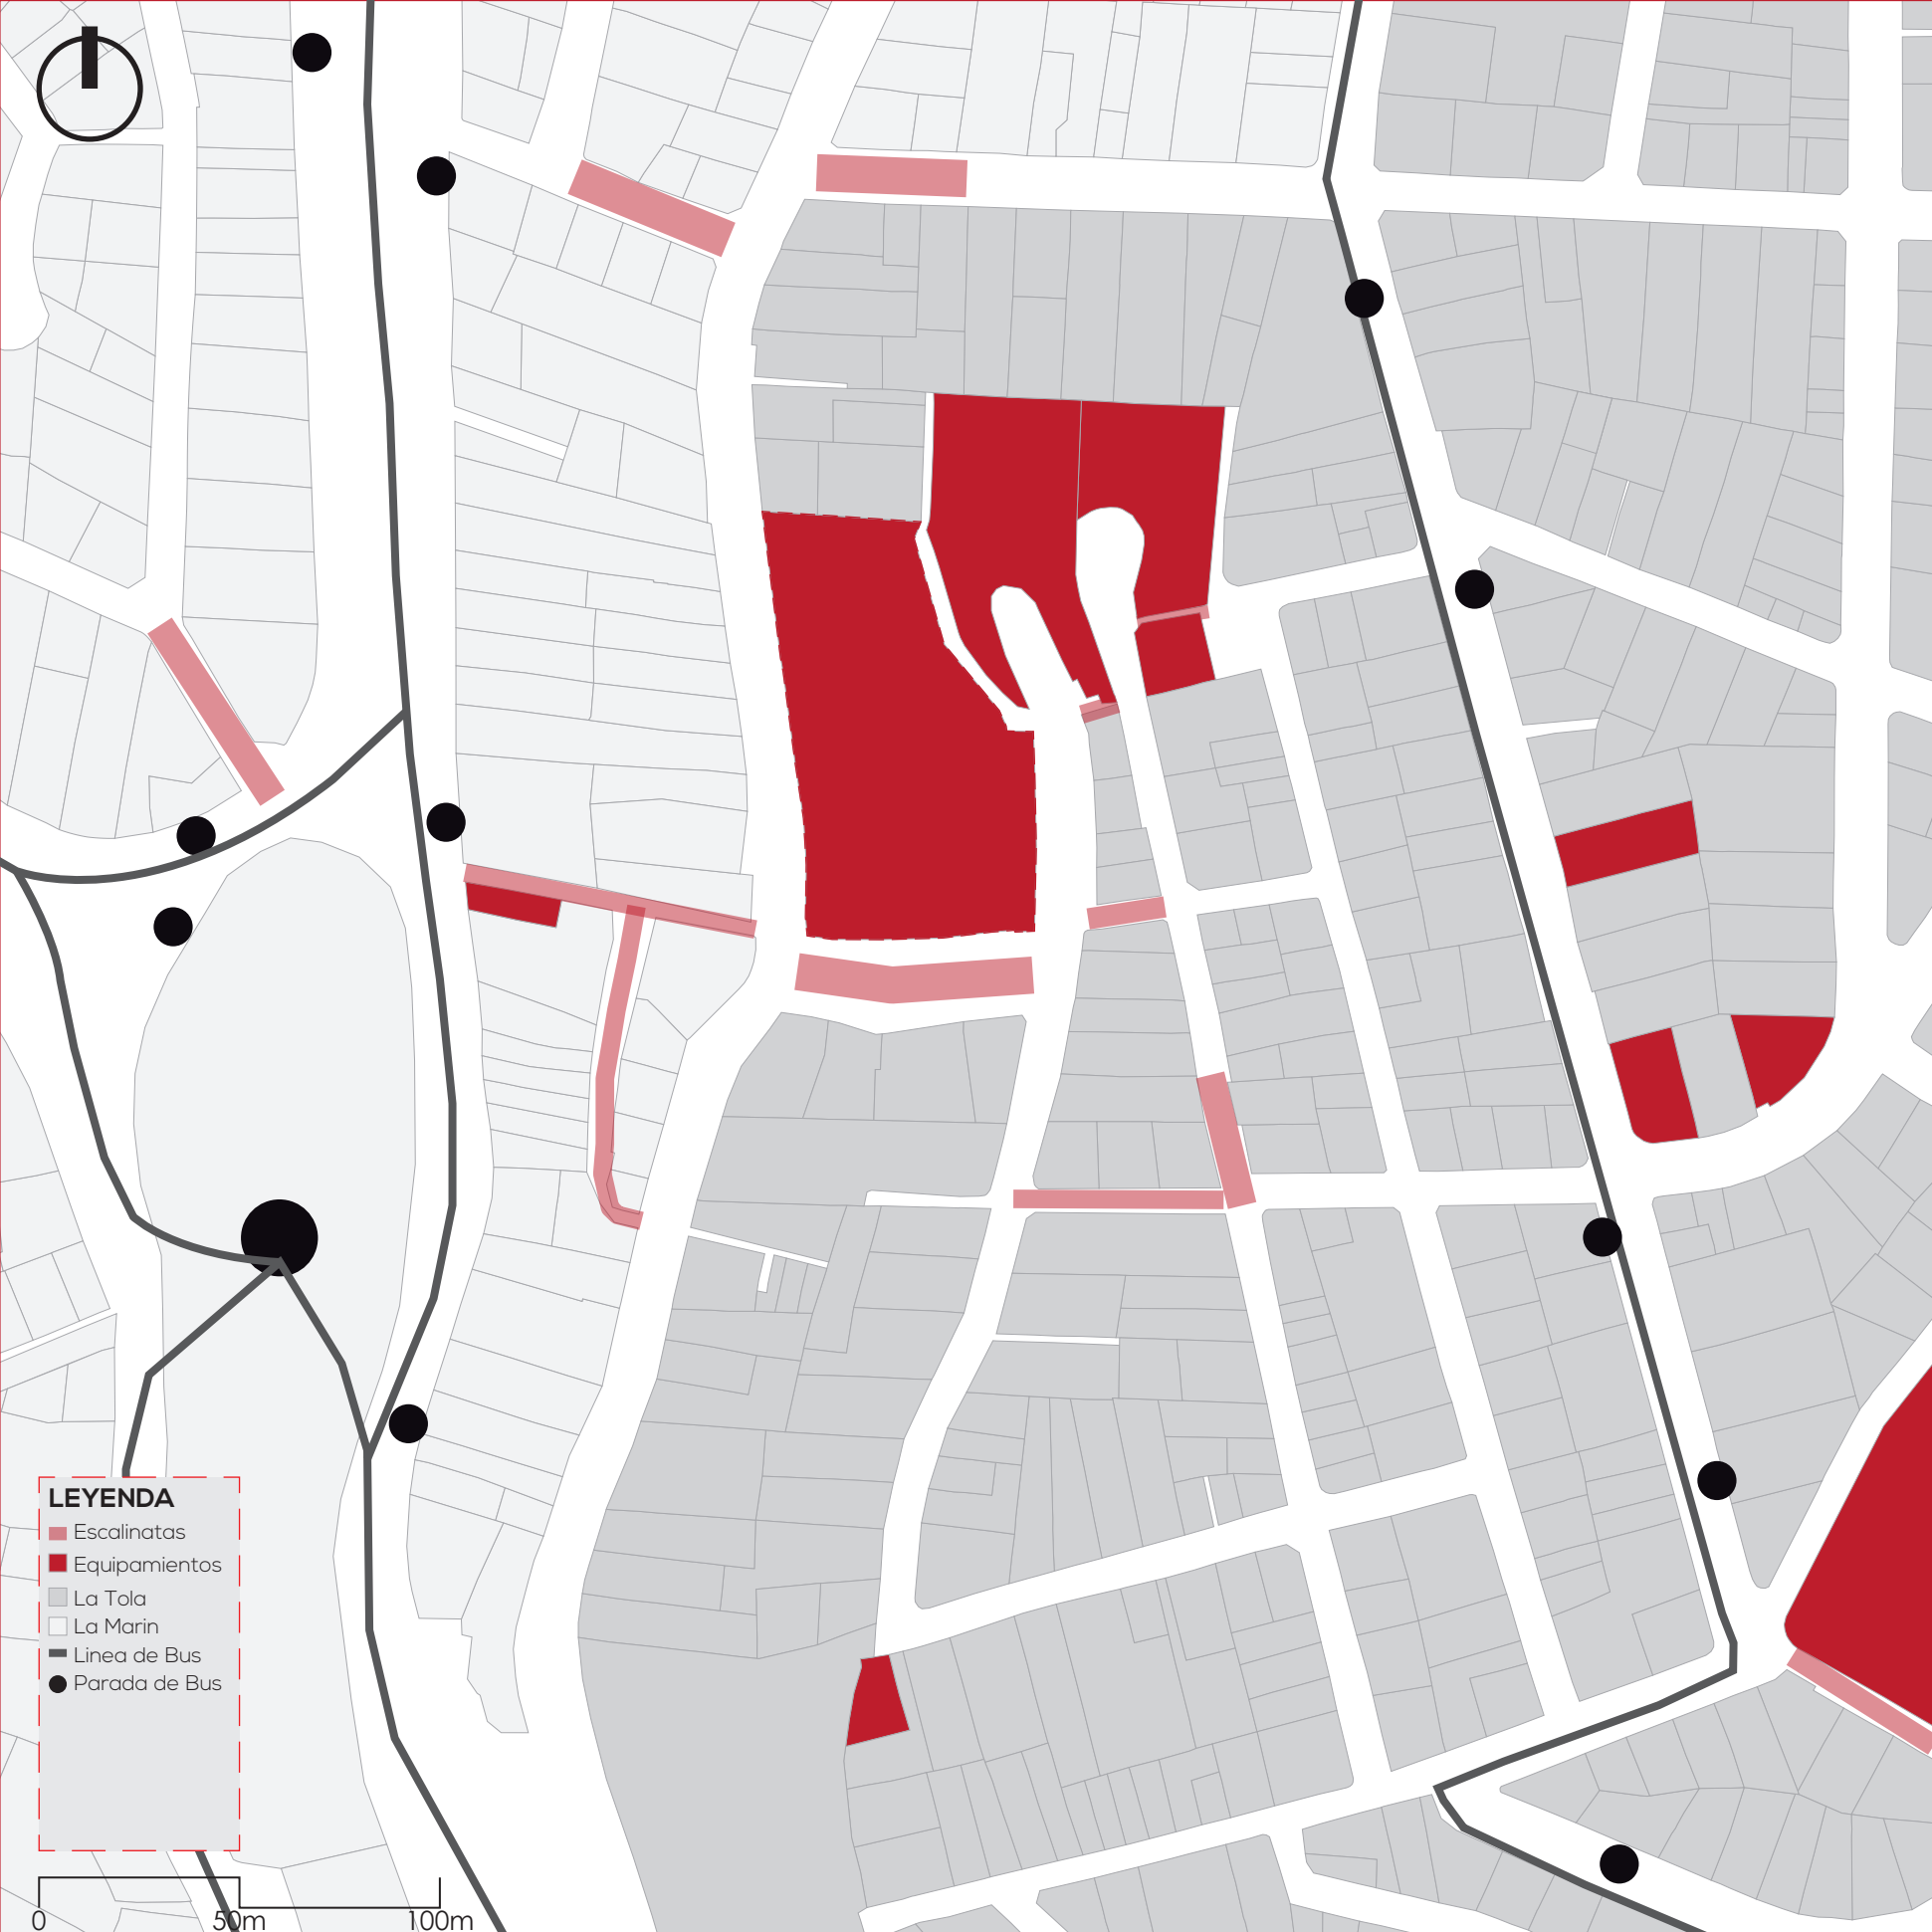 LEYENDA
Escalinatas
Equipamientos
La Tola
La Marin
Linea de Bus
Parada de Bus
0 50m 100m